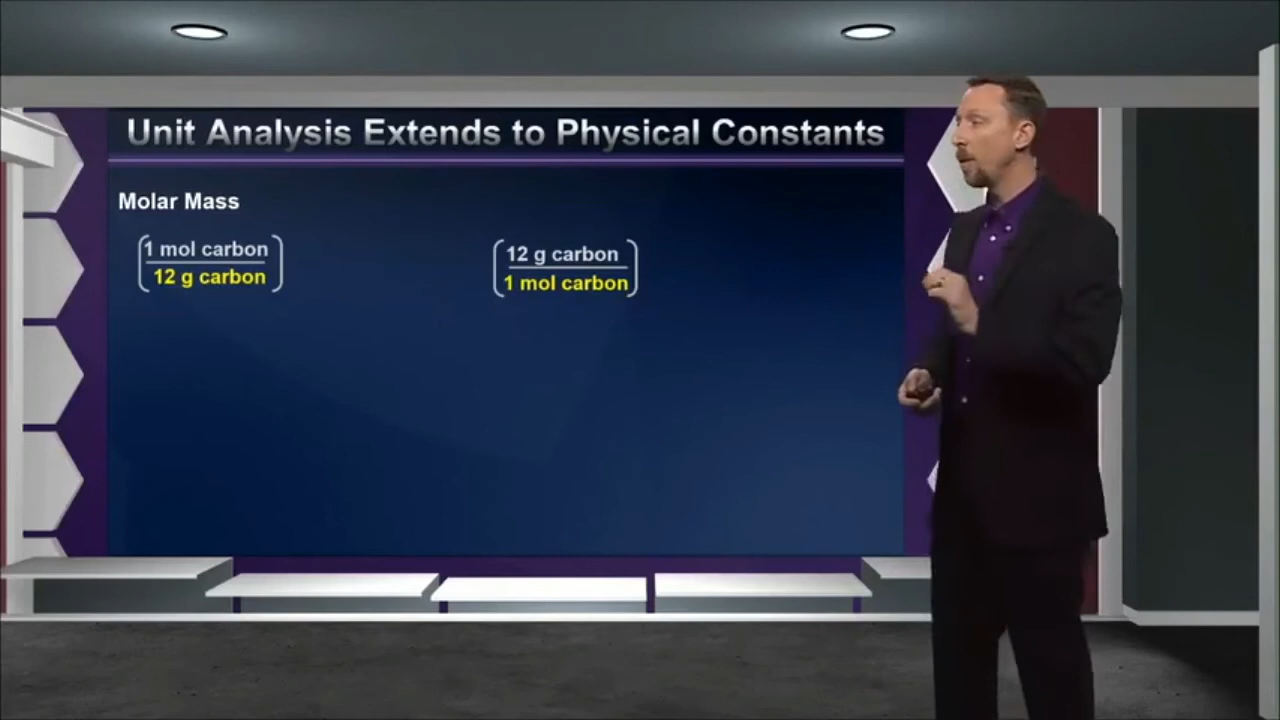 Unit Analysis Extends to Physical Constants
Molar Mass
1 mol carbon
12 g carbon
12 g carbon
1 mol carbon